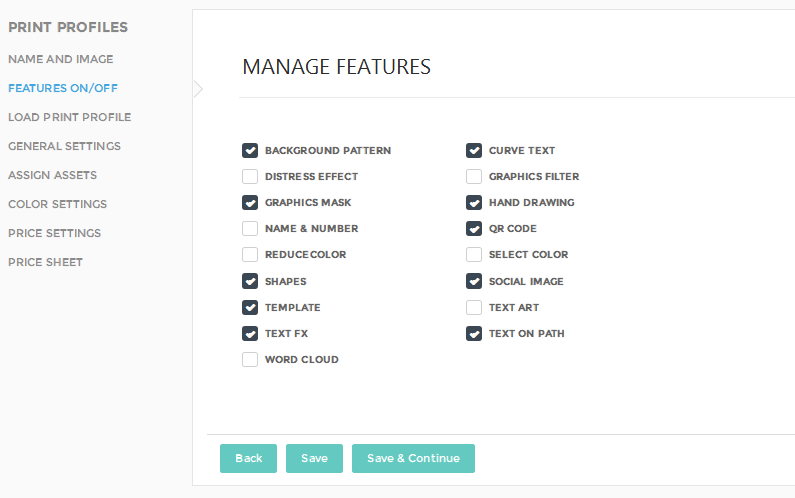 PRINT PROFILES
NAME AND IMAGE
FEATURES ON/OFF
LOAD PRINT PROFILE
GENERAL SETTINGS
ASSIGN ASSETS
COLOR SETTINGS
PRICE SETTINGS
PRICE SHEET
MANAGE FEATURES
BACKGROUND PATTERN
CURVE TEXT
DISTRESS EFFECT
GRAPHICS FILTER
GRAPHICS MASK
HAND DRAWING
NAME & NUMBER
QR CODE
REDUCECOLOR
SELECT COLOR
SHAPES
SOCIAL IMAGE
TEMPLATE
TEXT ART
TEXT FX
TEXT ON PATH
WORD CLOUD
Back
Save
Save & Continue